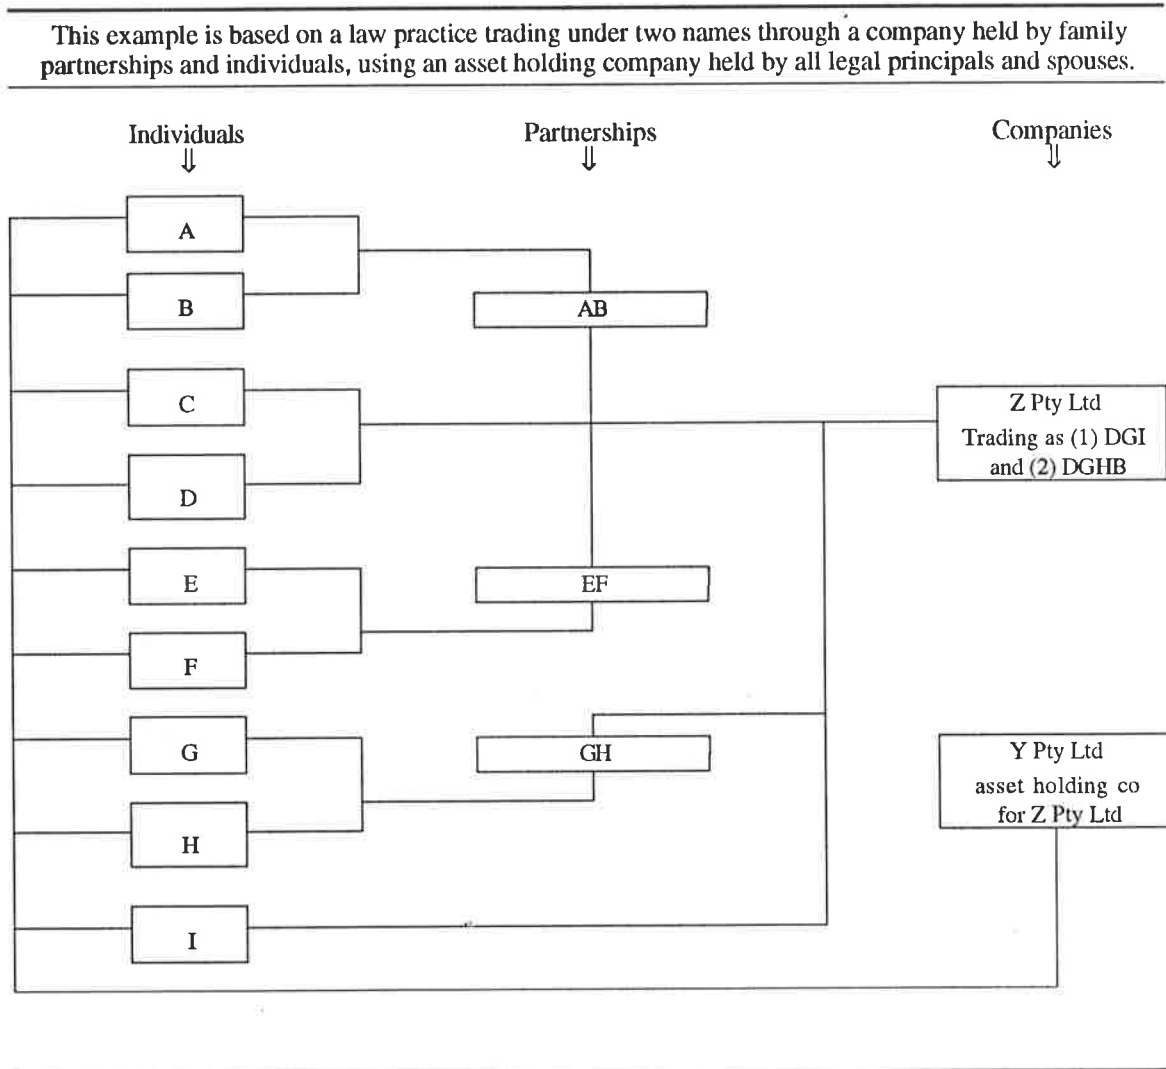 This example is based on a law practice trading under two names through a company held by family
partnerships and individuals, using an asset holding company held by all legal principals and spouses.
Individuals
Partnerships
Companies
⇓
⇓
⇓
A
B
AB
C
Z Pty Ltd
Trading as (1) DGI
and (2) DGHB
D
E
EF
F
G
GH
Y Pty Ltd
asset holding co
for Z Pty Ltd
H
I